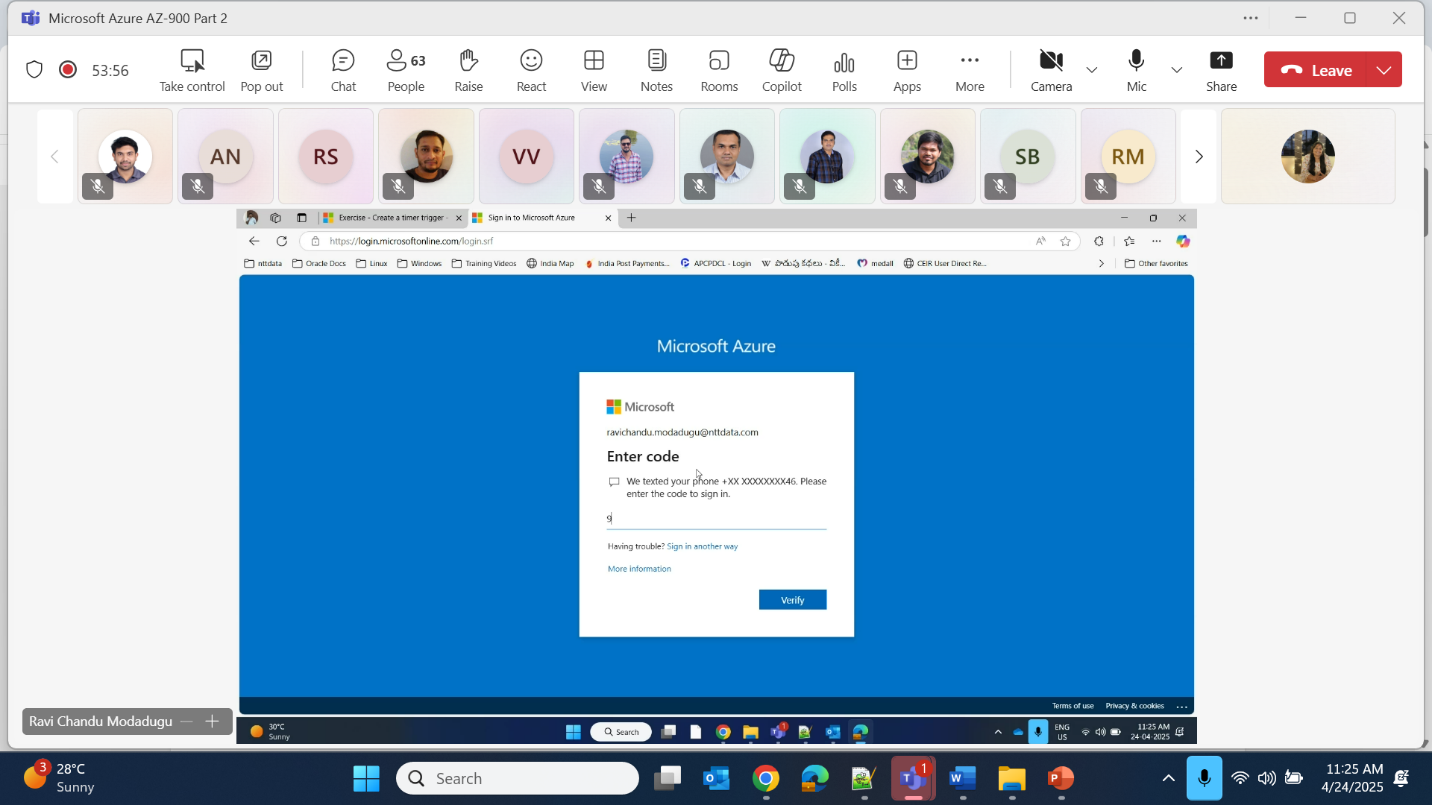 Microsoft Azure AZ-900 Part 2
53:56
Take control
Pop out
Chat
63
People
Raise
React
View
Notes
Rooms
Copilot
Polls
Apps
More
Camera
Mic
Share
Leave
AN
RS
VV
SB
RM
Exercise - Create a timer trigger -
Sign in to Microsoft Azure
https://login.microsoftonline.com/login.srf
nttdata
Oracle Docs
Linux
Windows
Training Videos
India Map
India Post Payments...
APCPDCL - Login
పొడుపు కథలు - వికీ...
medall
CEIR User Direct Re...
Other favorites
Microsoft Azure
Microsoft
ravichandu.modadugu@nttdata.com
Enter code
We texted your phone +XX XXXXXXXX46. Please
enter the code to sign in.
9
Having trouble? Sign in another way
More information
Verify
Terms of use
Privacy & cookies
Ravi Chandu Modadugu
30°C
Sunny
Search
1
ENG
US
11:25 AM
24-04-2025
3
28°C
Sunny
Search
1
11:25 AM
4/24/2025